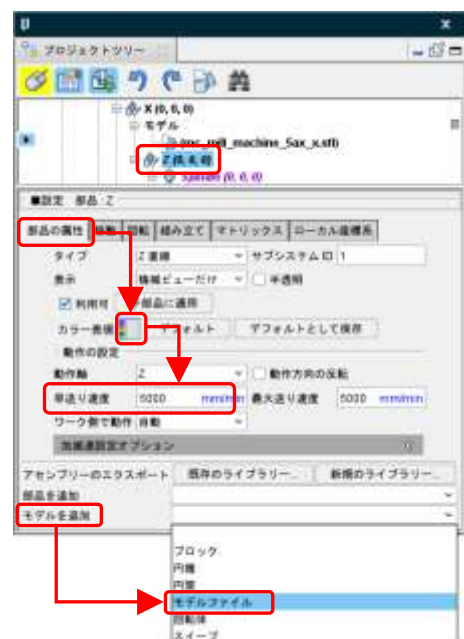 プロジェクトツリー
X (0, 0, 0)
モデル
(mc_mill_machine_5ax_x.stl)
Z (0, 0, 0)
Spindle (0, 0, 0)
■設定 部品 Z
部品の属性 移動 回転 組み立て マトリックス ローカル座標系
タイプ Z 直線 サブシステム ID 1
表示 機械ビューだけ 半透明
利用可 部品に適用
カラー表現 デフォルト デフォルトとして保存
動作の設定
動作軸 Z 動作方向の反転
早送り速度 5000 mm/min 最大送り速度 5000 mm/min
ワーク側で動作 自動
加減速設定オプション
アセンブリーのエクスポート 既存のライブラリー... 新規のライブラリー...
部品を追加
モデルを追加
ブロック
円錐
円筒
モデルファイル
回転体
スイープ